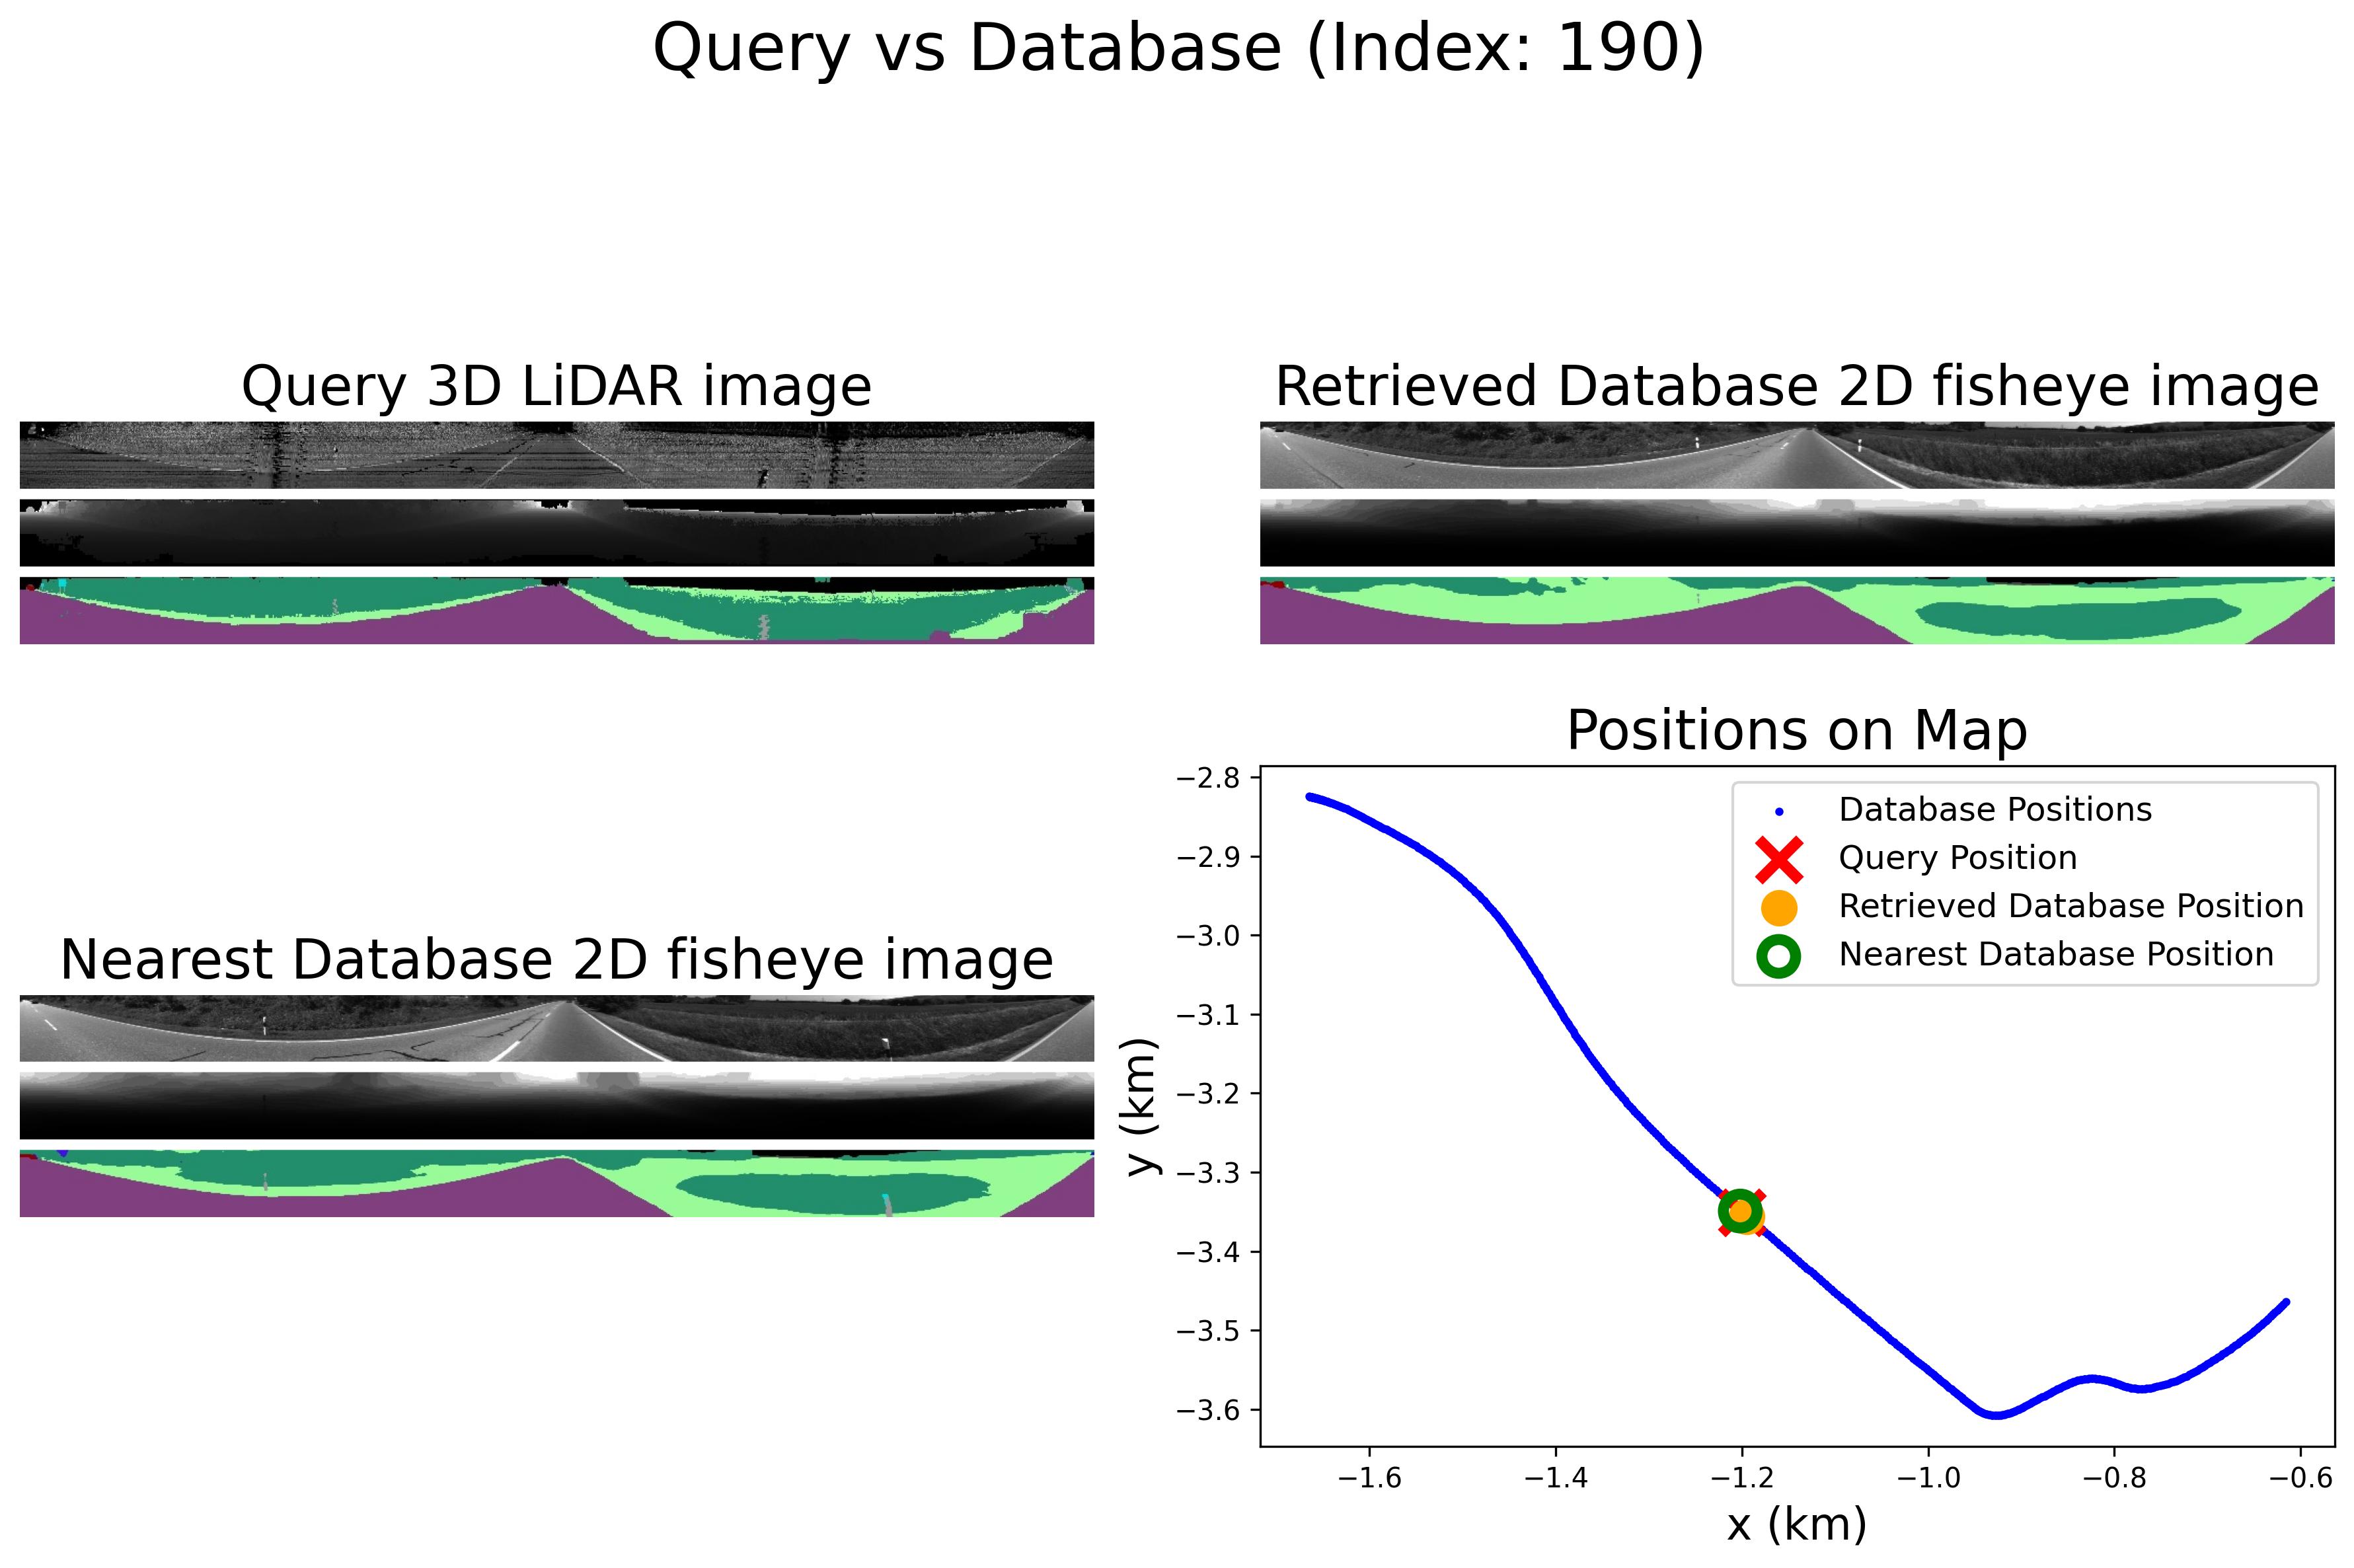 Query vs Database (Index: 190)
Query 3D LiDAR image
Retrieved Database 2D fisheye image
Nearest Database 2D fisheye image
Positions on Map
Database Positions
Query Position
Retrieved Database Position
Nearest Database Position
y (km)
−2.8
−2.9
−3.0
−3.1
−3.2
−3.3
−3.4
−3.5
−3.6
−1.6
−1.4
−1.2
−1.0
−0.8
−0.6
x (km)